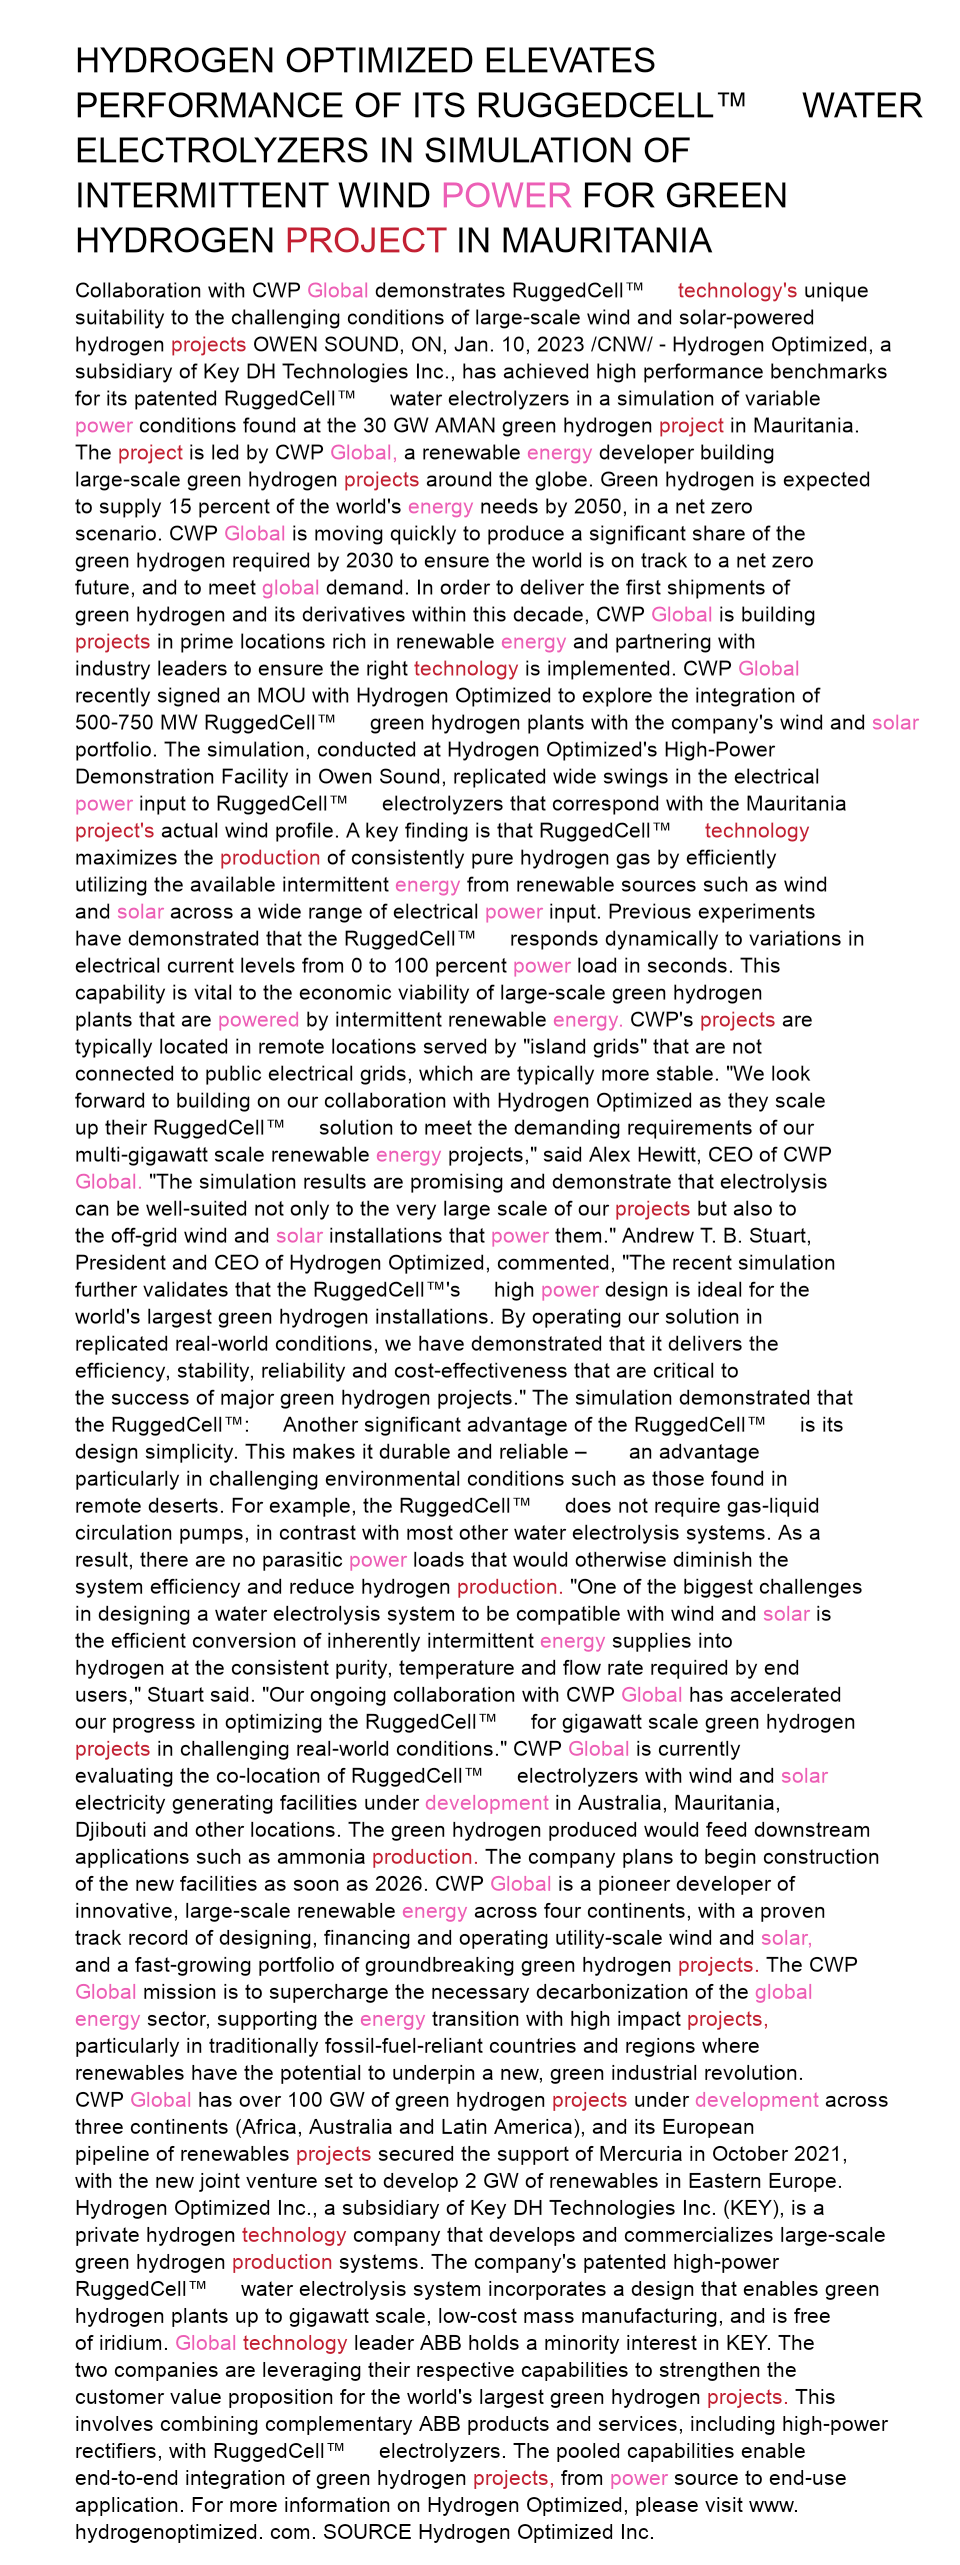 HYDROGEN OPTIMIZED ELEVATES
PERFORMANCE OF ITS RUGGEDCELL™ WATER
ELECTROLYZERS IN SIMULATION OF
INTERMITTENT WIND POWER FOR GREEN
HYDROGEN PROJECT IN MAURITANIA
Collaboration with CWP Global demonstrates RuggedCell™ technology's unique
suitability to the challenging conditions of large-scale wind and solar-powered
hydrogen projects OWEN SOUND, ON, Jan. 10, 2023 /CNW/ - Hydrogen Optimized, a
subsidiary of Key DH Technologies Inc., has achieved high performance benchmarks
for its patented RuggedCell™ water electrolyzers in a simulation of variable
power conditions found at the 30 GW AMAN green hydrogen project in Mauritania.
The project is led by CWP Global, a renewable energy developer building
large-scale green hydrogen projects around the globe. Green hydrogen is expected
to supply 15 percent of the world's energy needs by 2050, in a net zero
scenario. CWP Global is moving quickly to produce a significant share of the
green hydrogen required by 2030 to ensure the world is on track to a net zero
future, and to meet global demand. In order to deliver the first shipments of
green hydrogen and its derivatives within this decade, CWP Global is building
projects in prime locations rich in renewable energy and partnering with
industry leaders to ensure the right technology is implemented. CWP Global
recently signed an MOU with Hydrogen Optimized to explore the integration of
500-750 MW RuggedCell™ green hydrogen plants with the company's wind and solar
portfolio. The simulation, conducted at Hydrogen Optimized's High-Power
Demonstration Facility in Owen Sound, replicated wide swings in the electrical
power input to RuggedCell™ electrolyzers that correspond with the Mauritania
project's actual wind profile. A key finding is that RuggedCell™ technology
maximizes the production of consistently pure hydrogen gas by efficiently
utilizing the available intermittent energy from renewable sources such as wind
and solar across a wide range of electrical power input. Previous experiments
have demonstrated that the RuggedCell™ responds dynamically to variations in
electrical current levels from 0 to 100 percent power load in seconds. This
capability is vital to the economic viability of large-scale green hydrogen
plants that are powered by intermittent renewable energy. CWP's projects are
typically located in remote locations served by "island grids" that are not
connected to public electrical grids, which are typically more stable. "We look
forward to building on our collaboration with Hydrogen Optimized as they scale
up their RuggedCell™ solution to meet the demanding requirements of our
multi-gigawatt scale renewable energy projects," said Alex Hewitt, CEO of CWP
Global. "The simulation results are promising and demonstrate that electrolysis
can be well-suited not only to the very large scale of our projects but also to
the off-grid wind and solar installations that power them." Andrew T. B. Stuart,
President and CEO of Hydrogen Optimized, commented, "The recent simulation
further validates that the RuggedCell™'s high power design is ideal for the
world's largest green hydrogen installations. By operating our solution in
replicated real-world conditions, we have demonstrated that it delivers the
efficiency, stability, reliability and cost-effectiveness that are critical to
the success of major green hydrogen projects." The simulation demonstrated that
the RuggedCell™: Another significant advantage of the RuggedCell™ is its
design simplicity. This makes it durable and reliable – an advantage
particularly in challenging environmental conditions such as those found in
remote deserts. For example, the RuggedCell™ does not require gas-liquid
circulation pumps, in contrast with most other water electrolysis systems. As a
result, there are no parasitic power loads that would otherwise diminish the
system efficiency and reduce hydrogen production. "One of the biggest challenges
in designing a water electrolysis system to be compatible with wind and solar is
the efficient conversion of inherently intermittent energy supplies into
hydrogen at the consistent purity, temperature and flow rate required by end
users," Stuart said. "Our ongoing collaboration with CWP Global has accelerated
our progress in optimizing the RuggedCell™ for gigawatt scale green hydrogen
projects in challenging real-world conditions." CWP Global is currently
evaluating the co-location of RuggedCell™ electrolyzers with wind and solar
electricity generating facilities under development in Australia, Mauritania,
Djibouti and other locations. The green hydrogen produced would feed downstream
applications such as ammonia production. The company plans to begin construction
of the new facilities as soon as 2026. CWP Global is a pioneer developer of
innovative, large-scale renewable energy across four continents, with a proven
track record of designing, financing and operating utility-scale wind and solar,
and a fast-growing portfolio of groundbreaking green hydrogen projects. The CWP
Global mission is to supercharge the necessary decarbonization of the global
energy sector, supporting the energy transition with high impact projects,
particularly in traditionally fossil-fuel-reliant countries and regions where
renewables have the potential to underpin a new, green industrial revolution.
CWP Global has over 100 GW of green hydrogen projects under development across
three continents (Africa, Australia and Latin America), and its European
pipeline of renewables projects secured the support of Mercuria in October 2021,
with the new joint venture set to develop 2 GW of renewables in Eastern Europe.
Hydrogen Optimized Inc., a subsidiary of Key DH Technologies Inc. (KEY), is a
private hydrogen technology company that develops and commercializes large-scale
green hydrogen production systems. The company's patented high-power
RuggedCell™ water electrolysis system incorporates a design that enables green
hydrogen plants up to gigawatt scale, low-cost mass manufacturing, and is free
of iridium. Global technology leader ABB holds a minority interest in KEY. The
two companies are leveraging their respective capabilities to strengthen the
customer value proposition for the world's largest green hydrogen projects. This
involves combining complementary ABB products and services, including high-power
rectifiers, with RuggedCell™ electrolyzers. The pooled capabilities enable
end-to-end integration of green hydrogen projects, from power source to end-use
application. For more information on Hydrogen Optimized, please visit www.
hydrogenoptimized. com. SOURCE Hydrogen Optimized Inc.